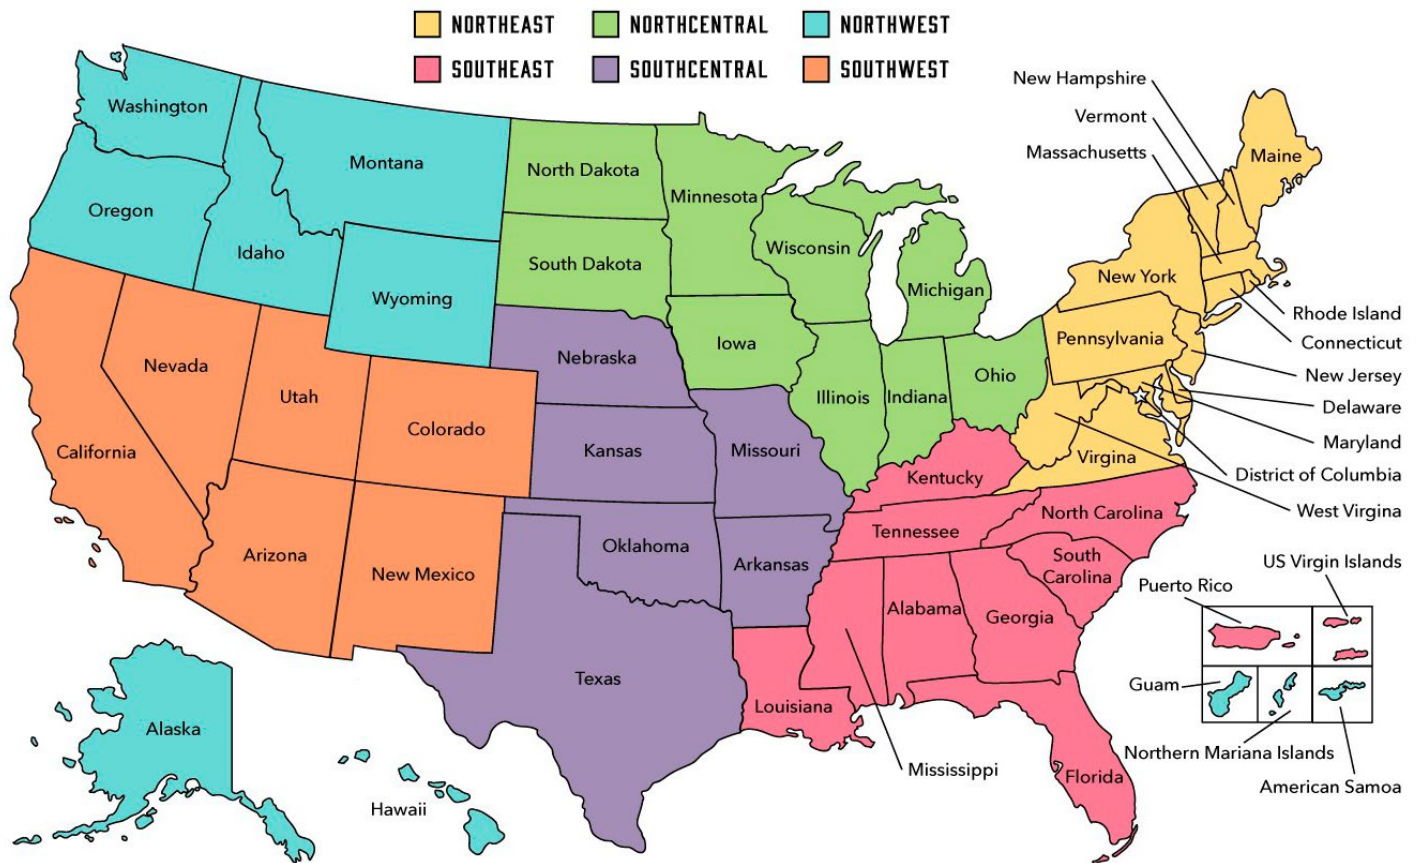 NORTHEAST
NORTHCENTRAL
NORTHWEST
SOUTHEAST
SOUTHCENTRAL
SOUTHWEST
New Hampshire
Vermont
Massachusetts
Maine
Washington
Montana
North Dakota
Minnesota
Oregon
Idaho
Wyoming
South Dakota
Wisconsin
Michigan
New York
Rhode Island
Connecticut
Pennsylvania
New Jersey
Delaware
Maryland
District of Columbia
West Virgina
Virgina
Nevada
Utah
Colorado
California
Nebraska
Iowa
Illinois
Indiana
Ohio
Kansas
Missouri
Kentucky
Arizona
New Mexico
Oklahoma
Arkansas
Tennessee
North Carolina
South
Carolina
Alabama
Georgia
Texas
Louisiana
Mississippi
Florida
US Virgin Islands
Puerto Rico
Guam
Northern Mariana Islands
American Samoa
Alaska
Hawaii